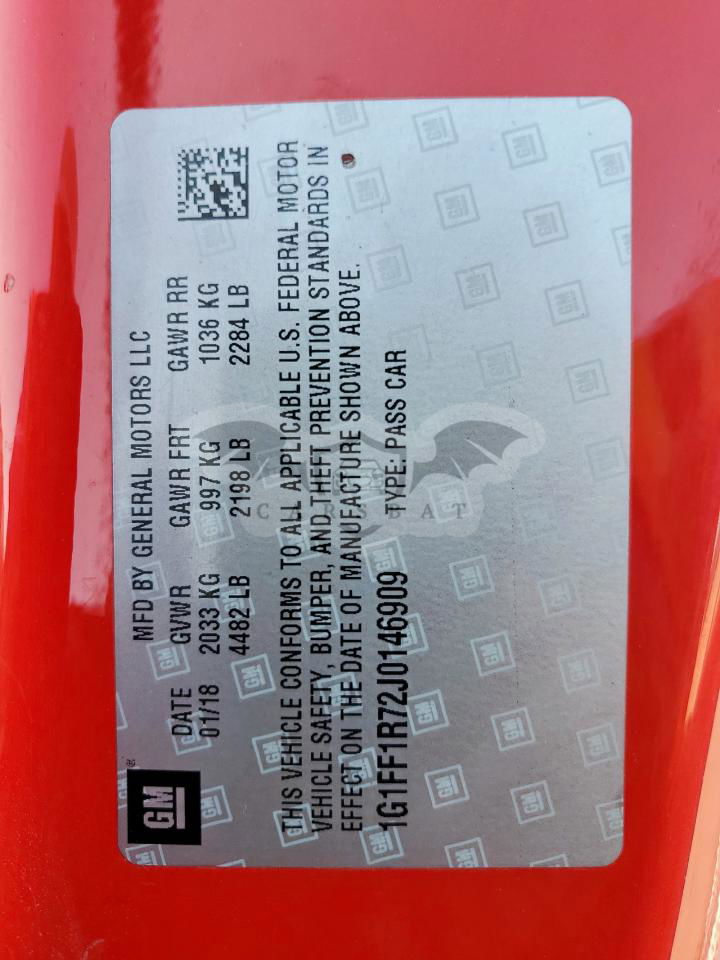 GM
MFD BY GENERAL MOTORS LLC
DATE GVWR GAWR FRT GAWR RR
01/18 2033 KG 997 KG 1036 KG
4482 LB 2198 LB 2284 LB
THIS VEHICLE CONFORMS TO ALL APPLICABLE U.S. FEDERAL MOTOR
VEHICLE SAFETY, BUMPER, AND THEFT PREVENTION STANDARDS IN
EFFECT ON THE DATE OF MANUFACTURE SHOWN ABOVE.
1G1FF1R72J0146909 TYPE: PASS CAR
CARSBAT